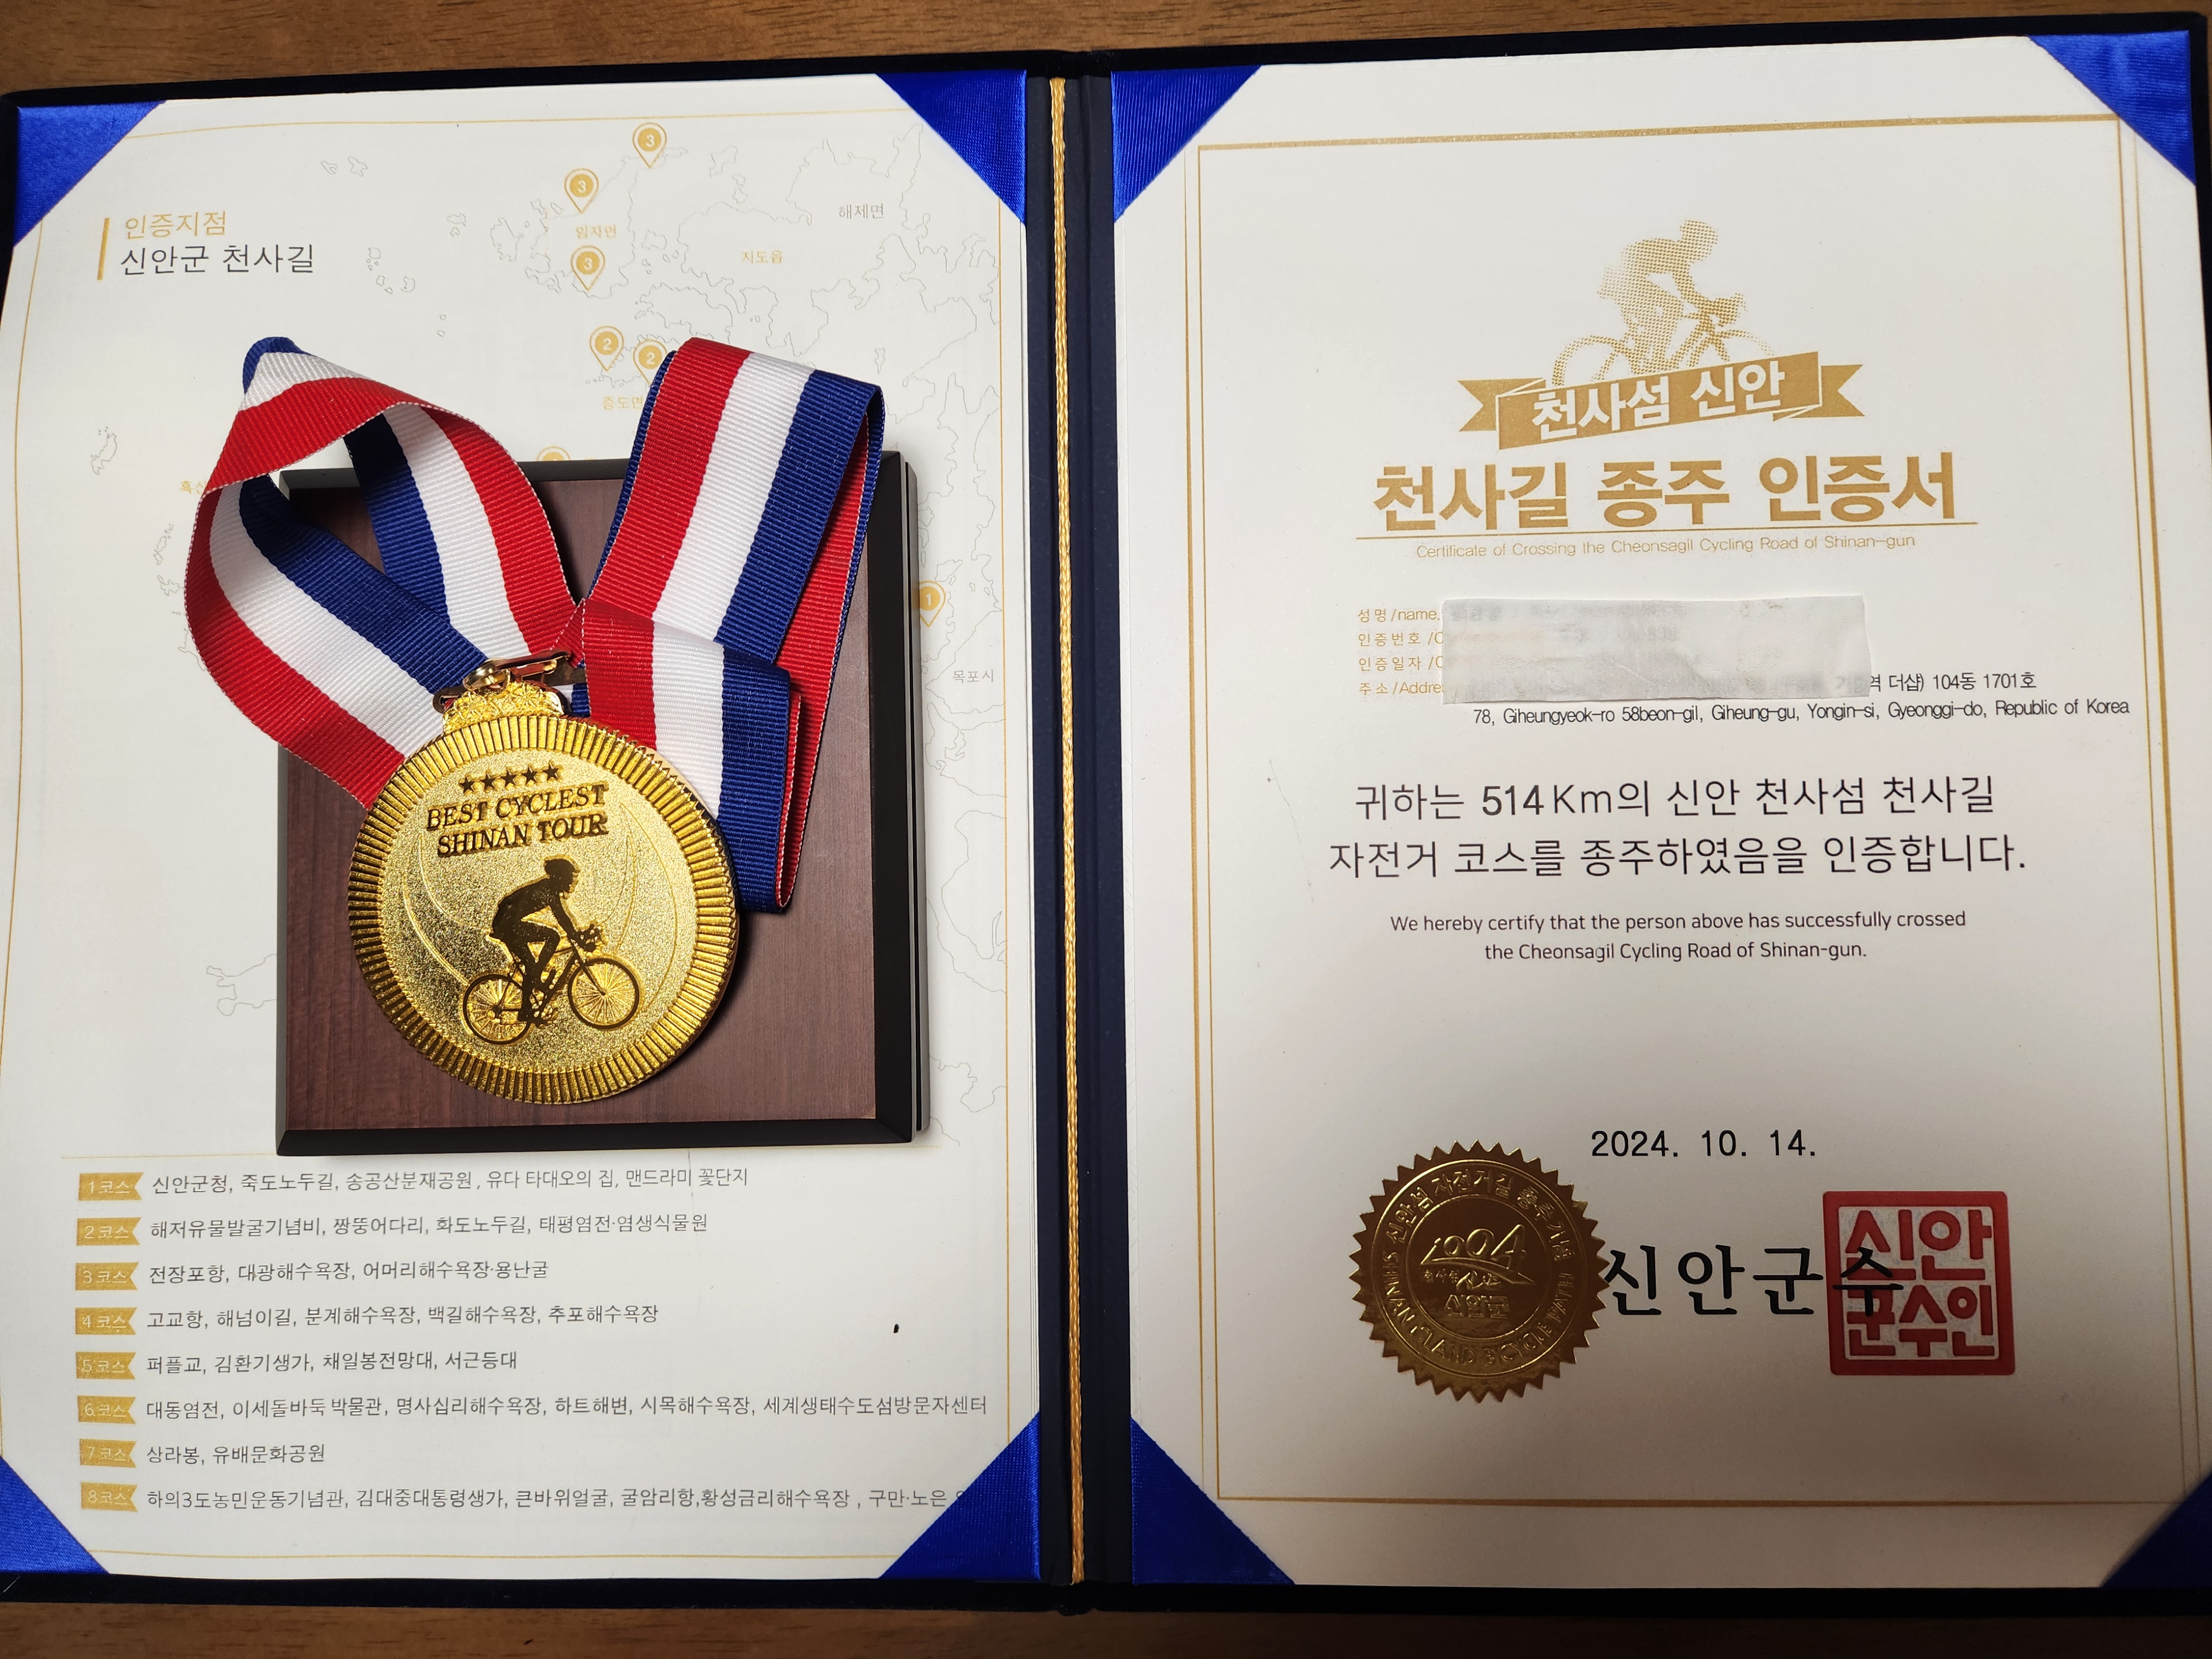 인증지점
신안군 천사길
3
3
임자면
3
해제면
지도읍
2
2
증도면
1
목포시
BEST CYCLEST
SHINAN TOUR
1코스 신안군청, 죽도노두길, 송공산분재공원, 유다 타대오의 집, 맨드라미 꽃단지
2코스 해저유물발굴기념비, 짱뚱어다리, 화도노두길, 태평염전·염생식물원
3코스 전장포항, 대광해수욕장, 어머리해수욕장·용난굴
4코스 고교항, 해넘이길, 분계해수욕장, 백길해수욕장, 추포해수욕장
5코스 퍼플교, 김환기생가, 채일봉전망대, 서근등대
6코스 대동염전, 이세돌바둑박물관, 명사십리해수욕장, 하트해변, 시목해수욕장, 세계생태수도섬방문자센터
7코스 상라봉, 유배문화공원
8코스 하의3도농민운동기념관, 김대중대통령생가, 큰바위얼굴, 굴암리항,황성금리해수욕장 , 구만·노은
천사섬 신안
천사길 종주 인증서
Certificate of Crossing the Cheonsagil Cycling Road of Shinan-gun
성명/name
인증번호 /
인증일자 /
주소/Addre
역 더샵) 104동 1701호
78, Giheungyeok-ro 58beon-gil, Giheung-gu, Yongin-si, Gyeonggi-do, Republic of Korea
귀하는 514Km의 신안 천사섬 천사길
자전거 코스를 종주하였음을 인증합니다.
We hereby certify that the person above has successfully crossed
the Cheonsagil Cycling Road of Shinan-gun.
2024. 10. 14.
1004
신안군
신안군수
신안
군수인